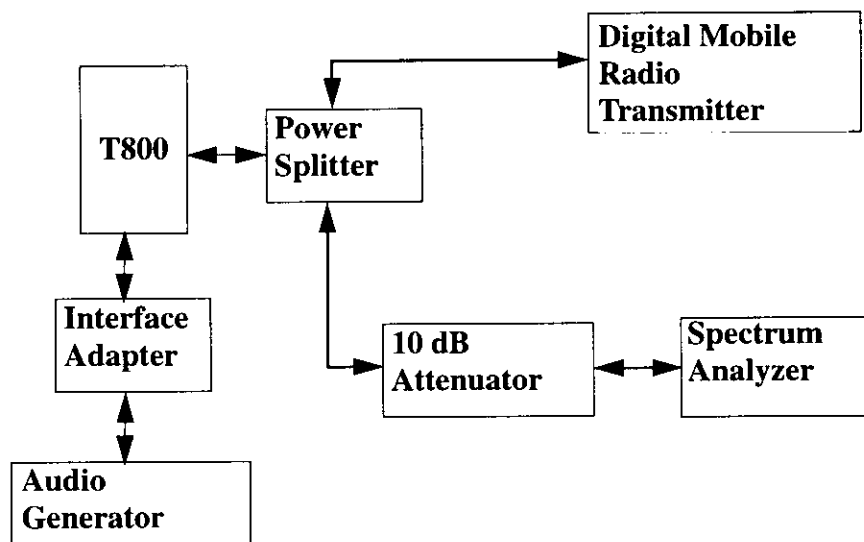 Digital Mobile
Radio
Transmitter
T800
Power
Splitter
Interface
Adapter
10 dB
Attenuator
Spectrum
Analyzer
Audio
Generator